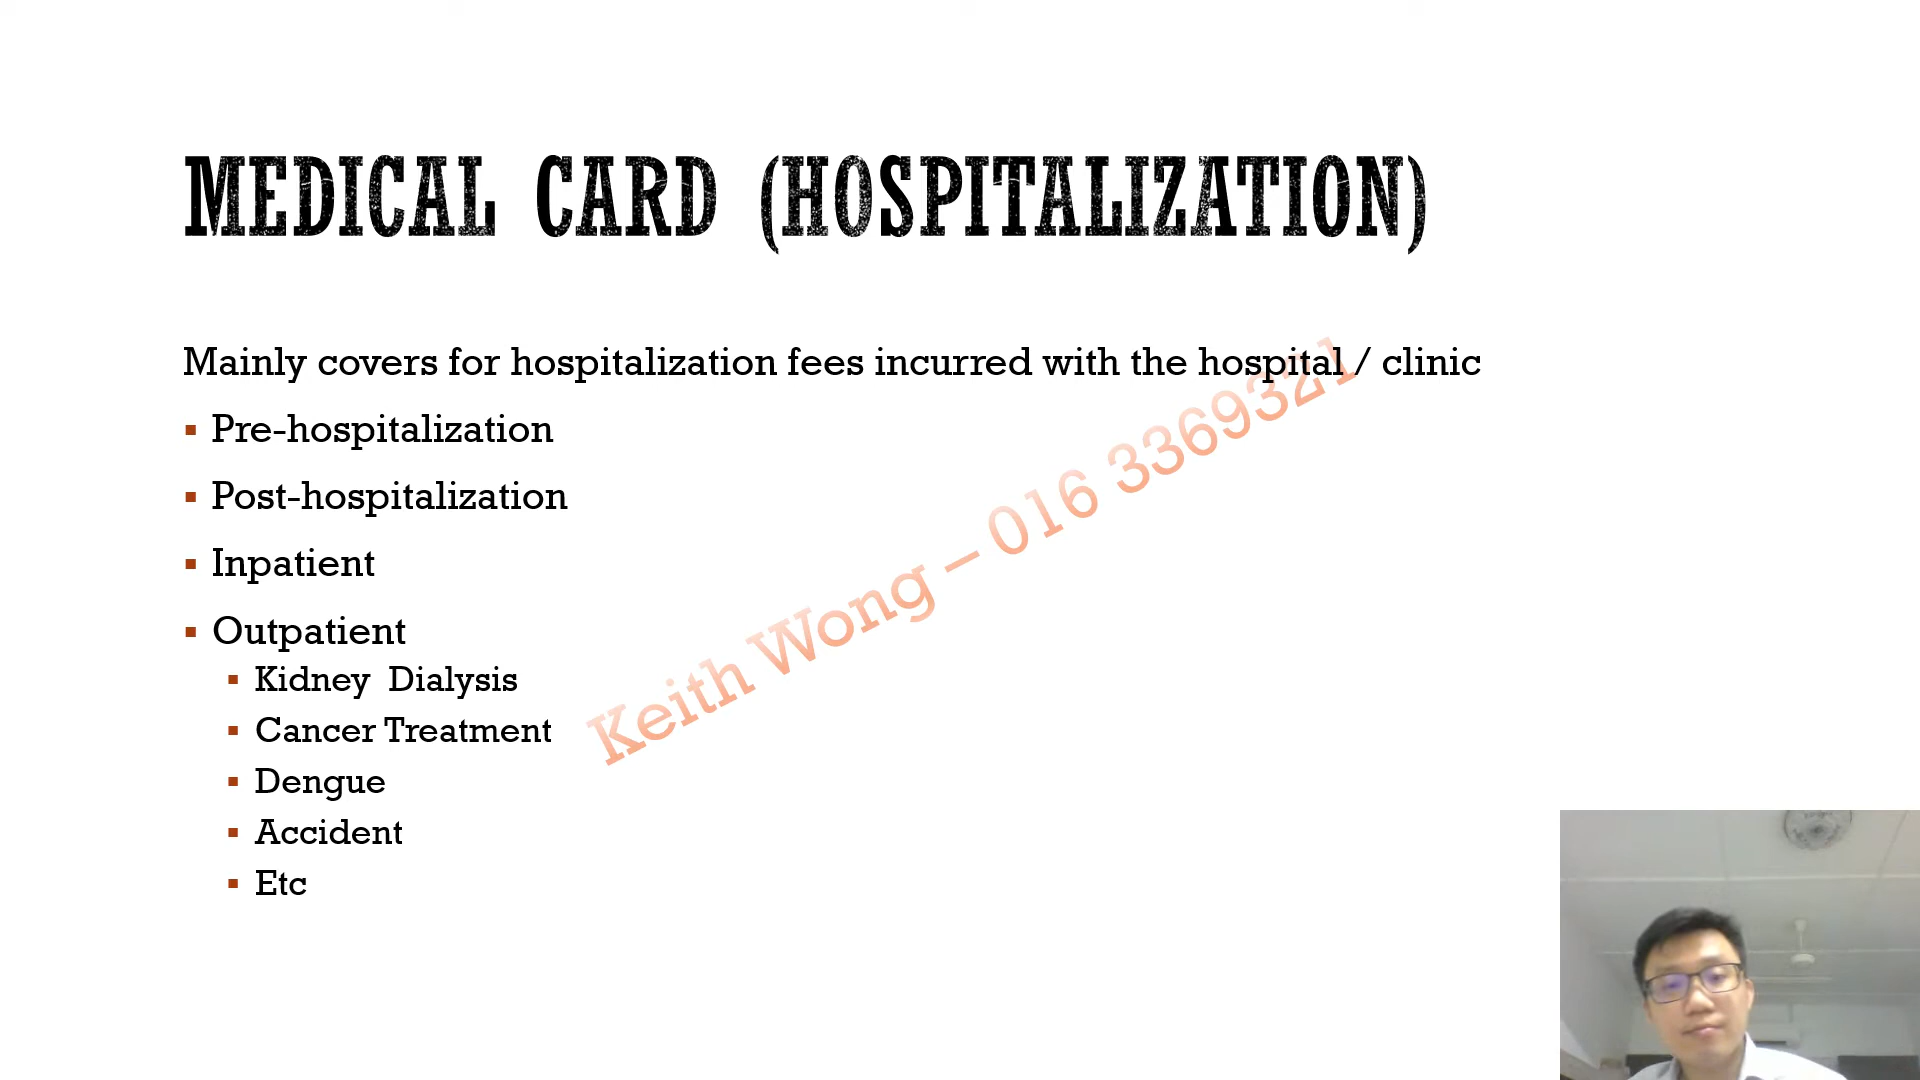 MEDICAL CARD (HOSPITALIZATION)
Mainly covers for hospitalization fees incurred with the hospital / clinic
Pre-hospitalization
Post-hospitalization
Inpatient
Outpatient
Kidney Dialysis
Cancer Treatment
Dengue
Accident
Etc
Keith Wong – 016 3369321